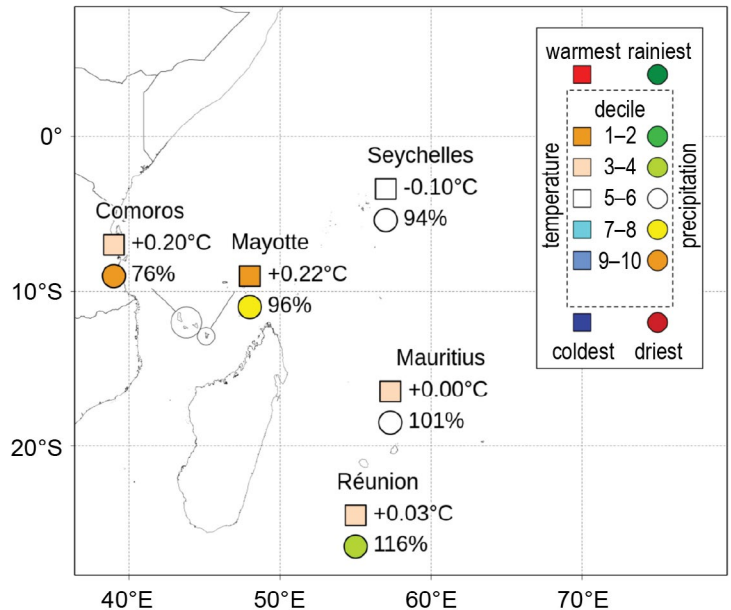 warmest rainiest
decile
1–2
3–4
5–6
7–8
9–10
temperature
precipitation
coldest driest
0°
10°S
20°S
Seychelles
-0.10°C
94%
Comoros
+0.20°C
76%
Mayotte
+0.22°C
96%
Mauritius
+0.00°C
101%
Réunion
+0.03°C
116%
40°E 50°E 60°E 70°E